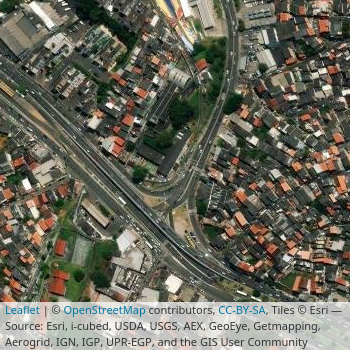 Leaflet | © OpenStreetMap contributors, CC-BY-SA, Tiles © Esri —
Source: Esri, i-cubed, USDA, USGS, AEX, GeoEye, Getmapping,
Aerogrid, IGN, IGP, UPR-EGP, and the GIS User Community